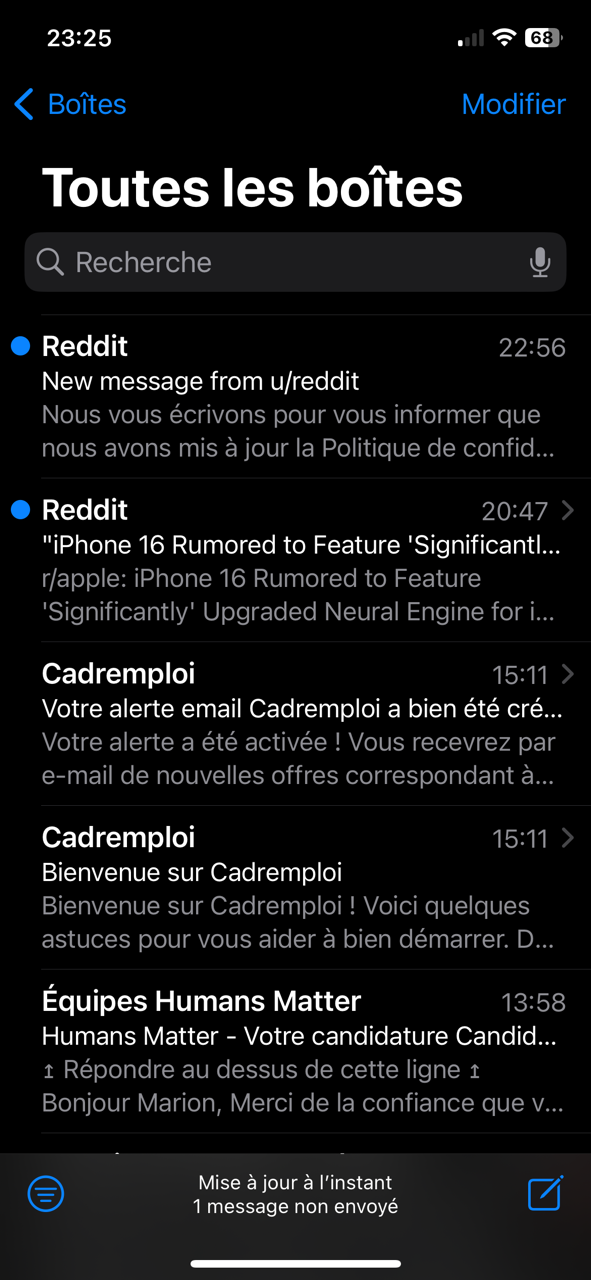 23:25
68
Boîtes
Modifier
Toutes les boîtes
Recherche
Reddit
22:56
New message from u/reddit
Nous vous écrivons pour vous informer que
nous avons mis à jour la Politique de confid...
Reddit
20:47
"iPhone 16 Rumored to Feature 'Significantl...
r/apple: iPhone 16 Rumored to Feature
'Significantly' Upgraded Neural Engine for i...
Cadremploi
15:11
Votre alerte email Cadremploi a bien été cré...
Votre alerte a été activée ! Vous recevrez par
e-mail de nouvelles offres correspondant à...
Cadremploi
15:11
Bienvenue sur Cadremploi
Bienvenue sur Cadremploi ! Voici quelques
astuces pour vous aider à bien démarrer. D...
Équipes Humans Matter
13:58
Humans Matter - Votre candidature Candid...
↥ Répondre au dessus de cette ligne ↥
Bonjour Marion, Merci de la confiance que v...
Mise à jour à l’instant
1 message non envoyé